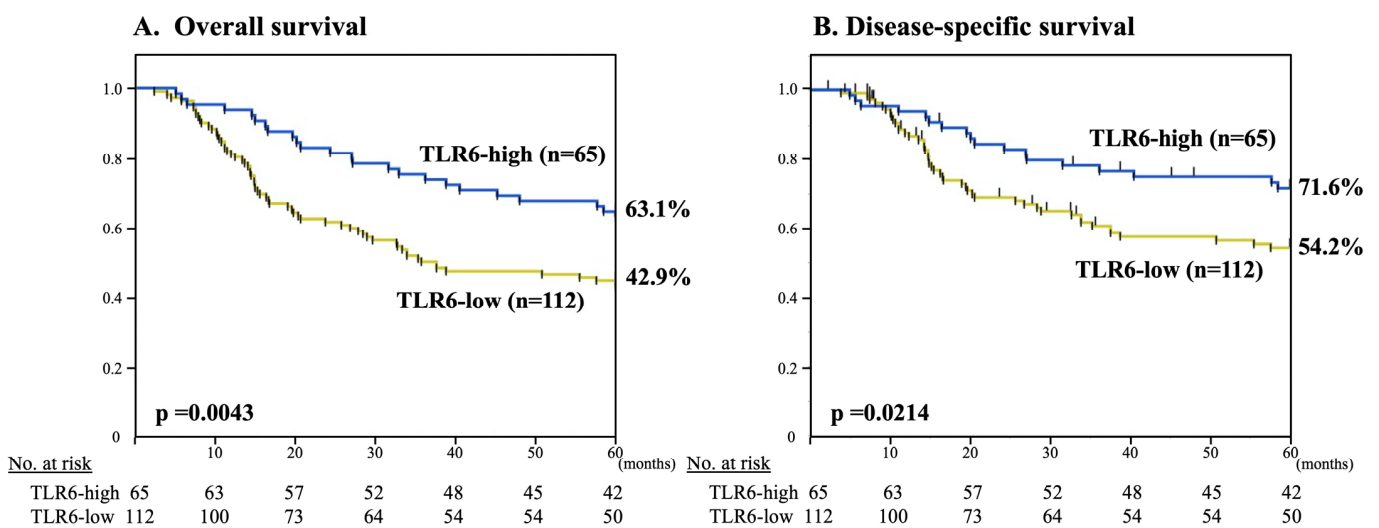 A. Overall survival
1.0
0.8
0.6
0.4
0.2
0
TLR6-high (n=65)
63.1%
42.9%
TLR6-low (n=112)
p =0.0043
10 20 30 40 50 60
(months)
No. at risk
TLR6-high 65 63 57 52 48 45 42
TLR6-low 112 100 73 64 54 54 50
B. Disease-specific survival
1.0
0.8
0.6
0.4
0.2
0
TLR6-high (n=65)
71.6%
54.2%
TLR6-low (n=112)
p =0.0214
10 20 30 40 50 60
(months)
No. at risk
TLR6-high 65 63 57 52 48 45 42
TLR6-low 112 100 73 64 54 54 50